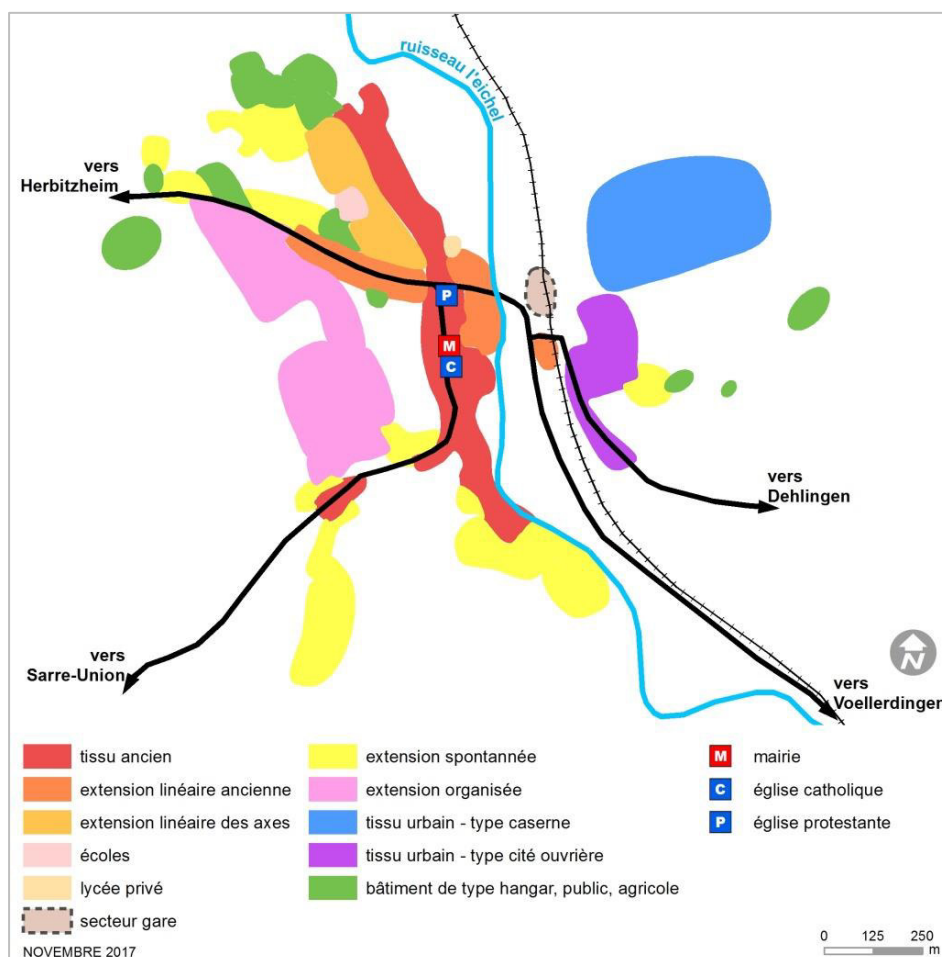 ruisseau l'eichel
vers
Herbitzheim
P
M
C
vers
Dehlingen
vers
Sarre-Union
N
vers
Voellerdingen
tissu ancien
extension linéaire ancienne
extension linéaire des axes
écoles
lycée privé
secteur gare
extension spontannée
extension organisée
tissu urbain - type caserne
tissu urbain - type cité ouvrière
bâtiment de type hangar, public, agricole
M mairie
C église catholique
P église protestante
NOVEMBRE 2017
0 125 250
m